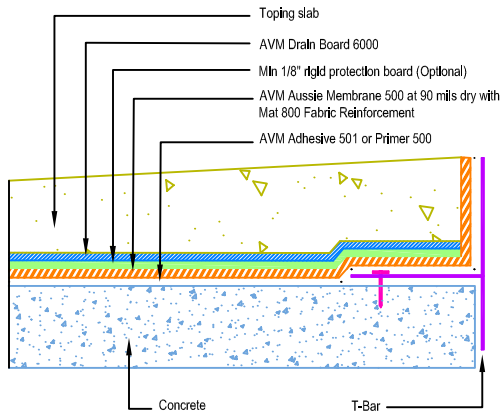 Toping slab
AVM Drain Board 6000
Min 1/8" rigid protection board (Optional)
AVM Aussie Membrane 500 at 90 mils dry with
Mat 800 Fabric Reinforcement
AVM Adhesive 501 or Primer 500
Concrete
T-Bar